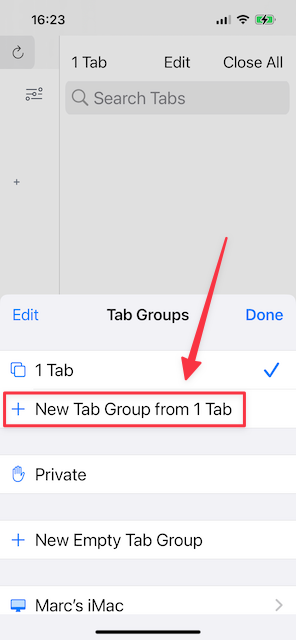 16:23
1 Tab Edit Close All
Search Tabs
Edit Tab Groups Done
1 Tab
New Tab Group from 1 Tab
Private
New Empty Tab Group
Marc's iMac